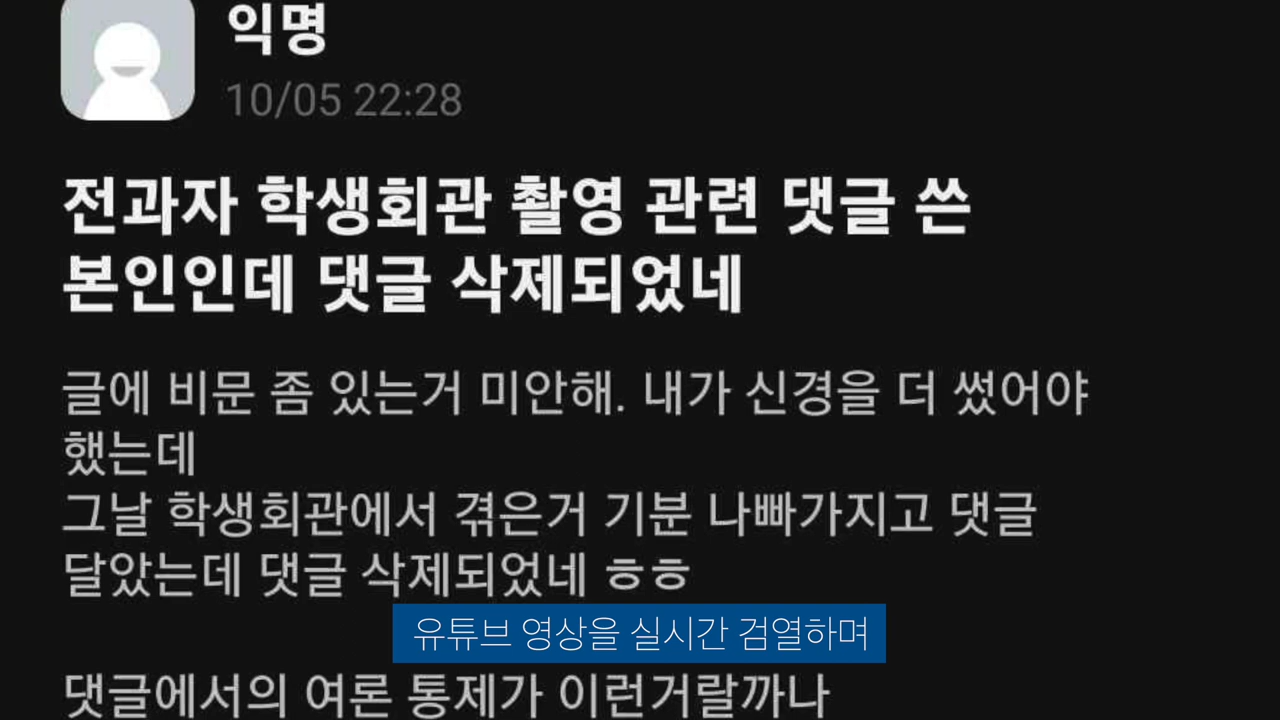 익명
10/05 22:28
전과자 학생회관 촬영 관련 댓글 쓴
본인인데 댓글 삭제되었네
글에 비문 좀 있는거 미안해. 내가 신경을 더 썼어야
했는데
그날 학생회관에서 겪은거 기분 나빠가지고 댓글
달았는데 댓글 삭제되었네 ㅎㅎ
유튜브 영상을 실시간 검열하며
댓글에서의 여론 통제가 이런거랄까나